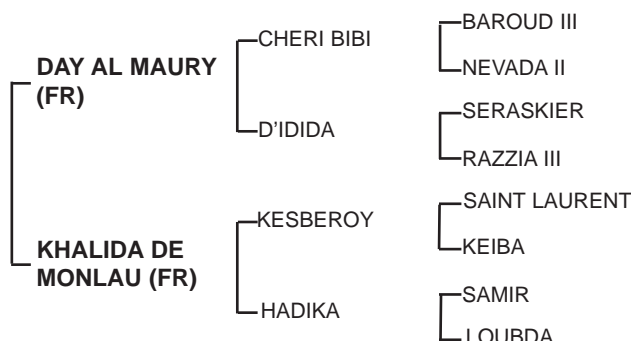 DAY AL MAURY
(FR)
CHERI BIBI
BAROUD III
NEVADA II
D'IDIDA
SERASKIER
RAZZIA III
KHALIDA DE
MONLAU (FR)
KESBEROY
SAINT LAURENT
KEIBA
HADIKA
SAMIR
LOUBDA